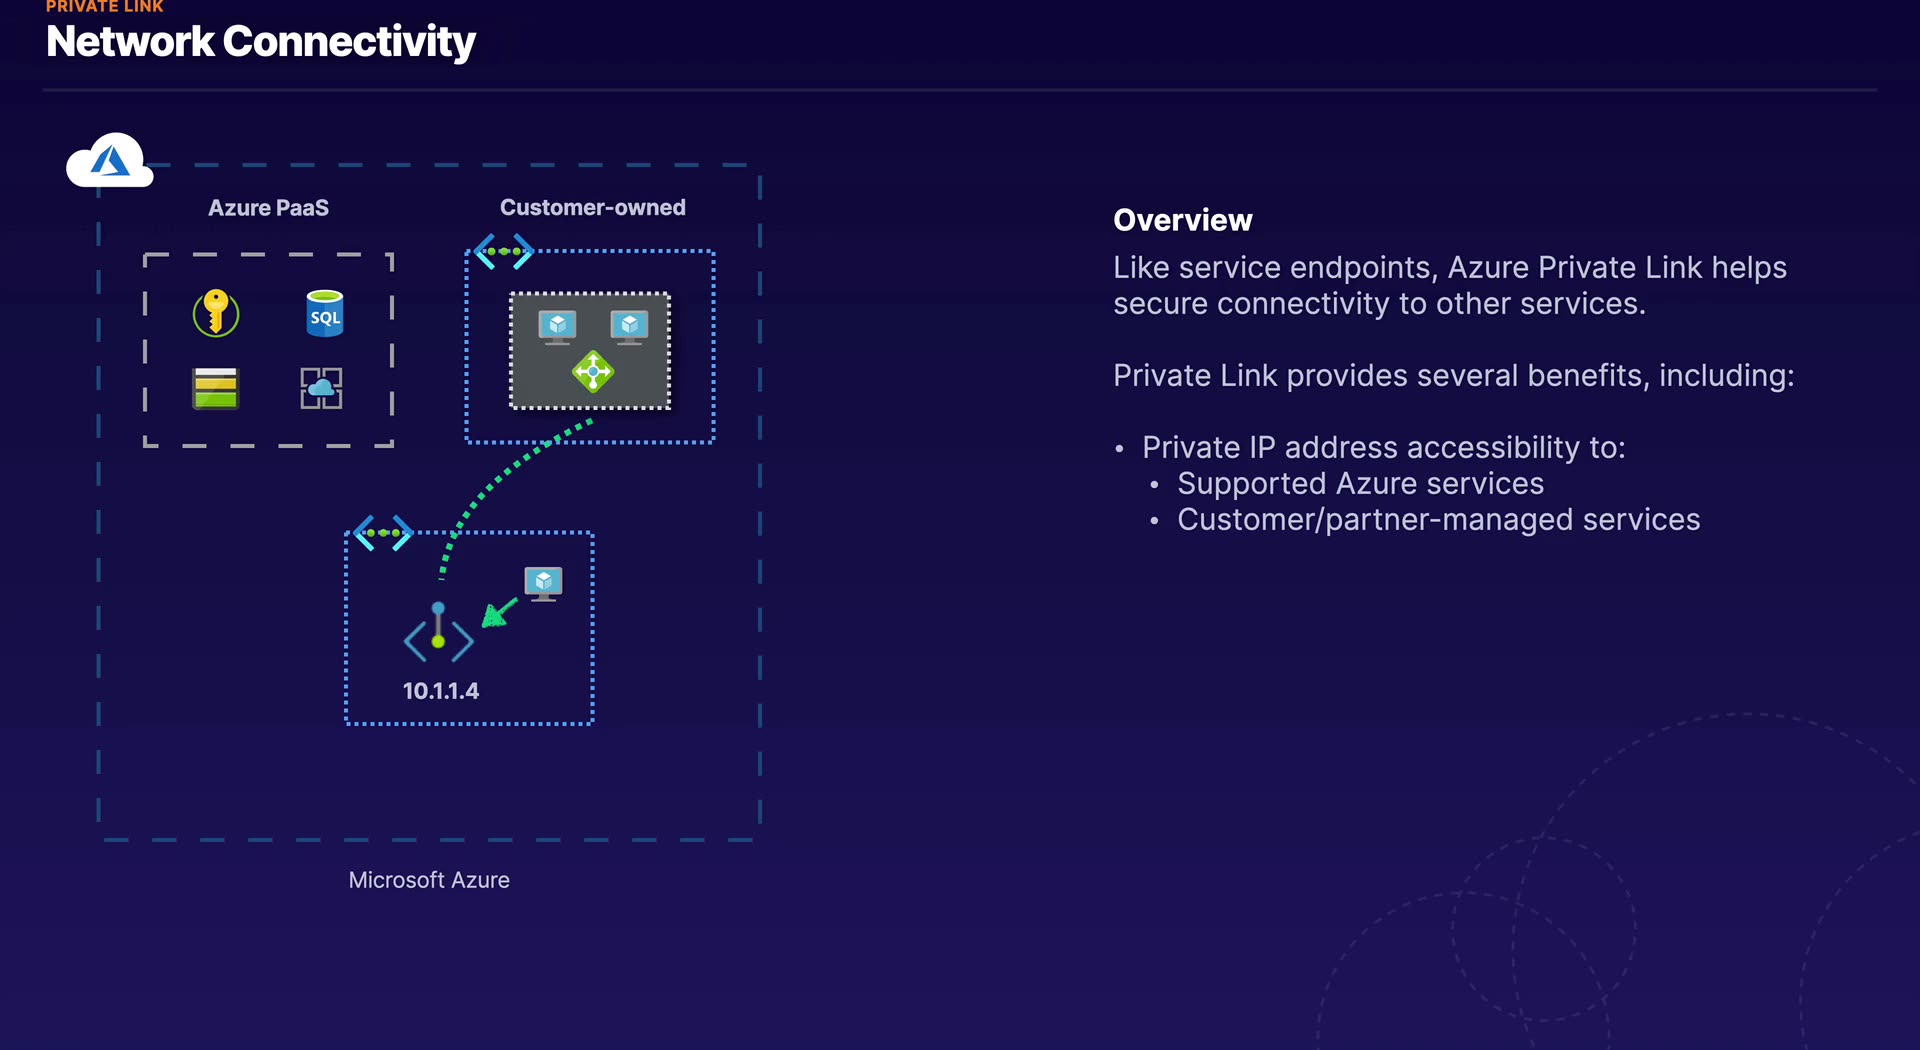 PRIVATE LINK
Network Connectivity
Azure PaaS
Customer-owned
SQL
10.1.1.4
Microsoft Azure
Overview
Like service endpoints, Azure Private Link helps
secure connectivity to other services.
Private Link provides several benefits, including:
• Private IP address accessibility to:
• Supported Azure services
• Customer/partner-managed services